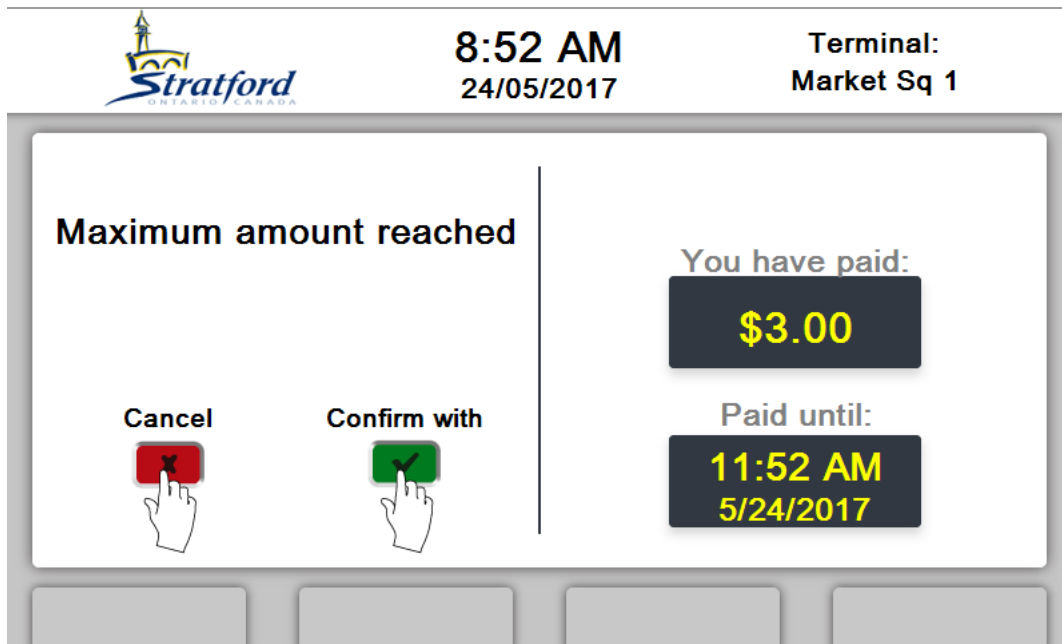 Stratford
ONTARIO CANADA
8:52 AM
24/05/2017
Terminal:
Market Sq 1
Maximum amount reached
Cancel
Confirm with
You have paid:
$3.00
Paid until:
11:52 AM
5/24/2017